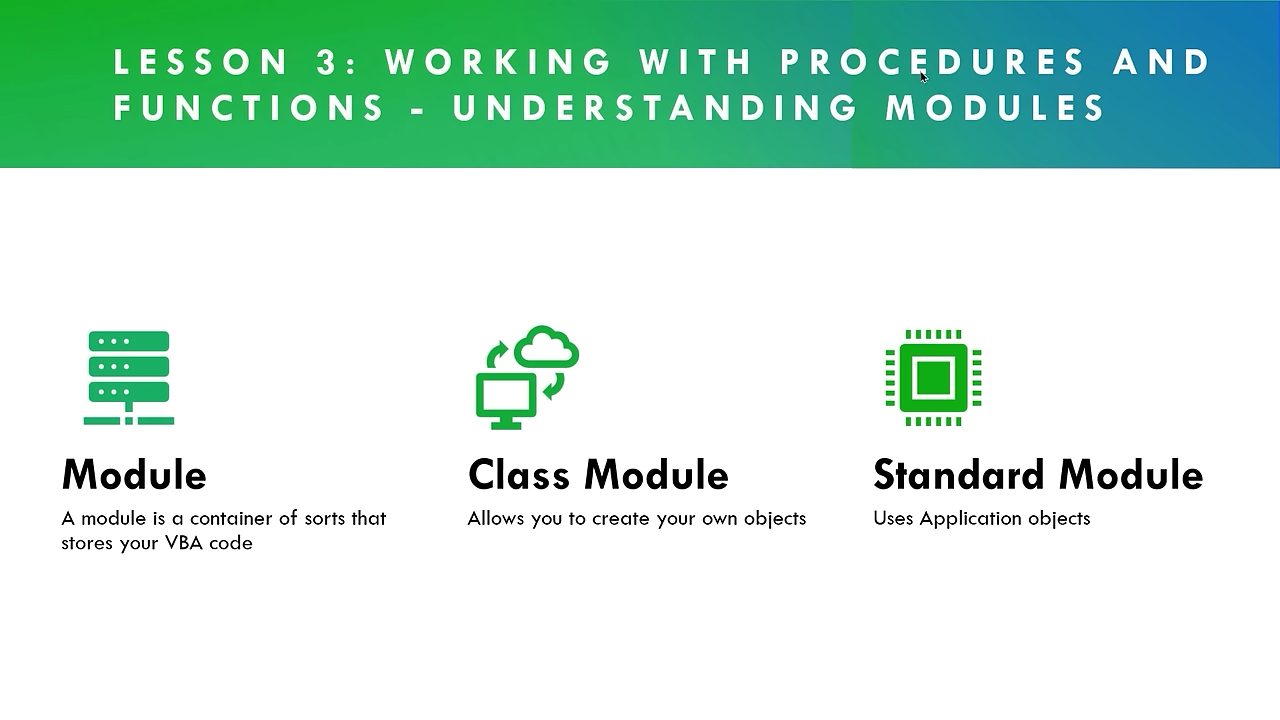 LESSON 3: WORKING WITH PROCEDURES AND
FUNCTIONS - UNDERSTANDING MODULES
Module
A module is a container of sorts that
stores your VBA code
Class Module
Allows you to create your own objects
Standard Module
Uses Application objects